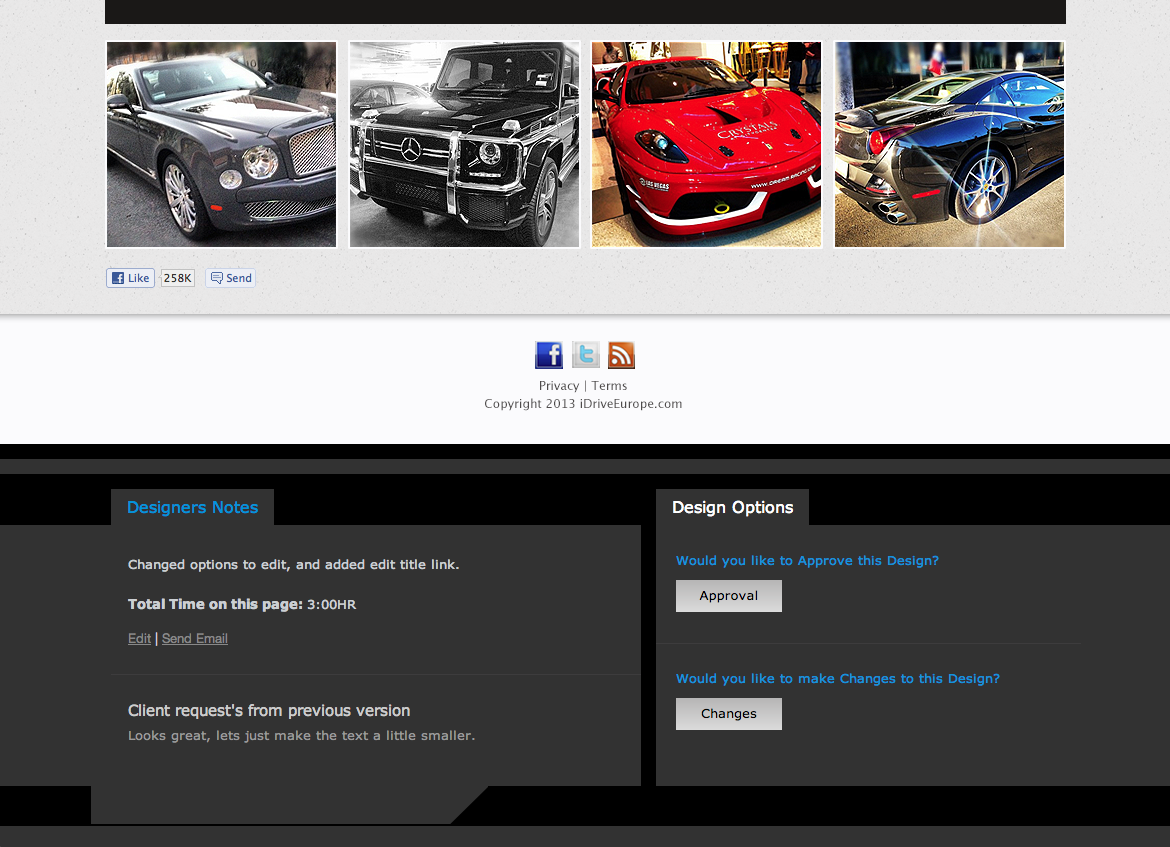 CRYSTALS
LAS VEGAS
WWW.DREAM RACING.COM
f Like 258K Send
Privacy | Terms
Copyright 2013 iDriveEurope.com
Designers Notes
Changed options to edit, and added edit title link.
Total Time on this page: 3:00HR
Edit | Send Email
Client request's from previous version
Looks great, lets just make the text a little smaller.
Design Options
Would you like to Approve this Design?
Approval
Would you like to make Changes to this Design?
Changes